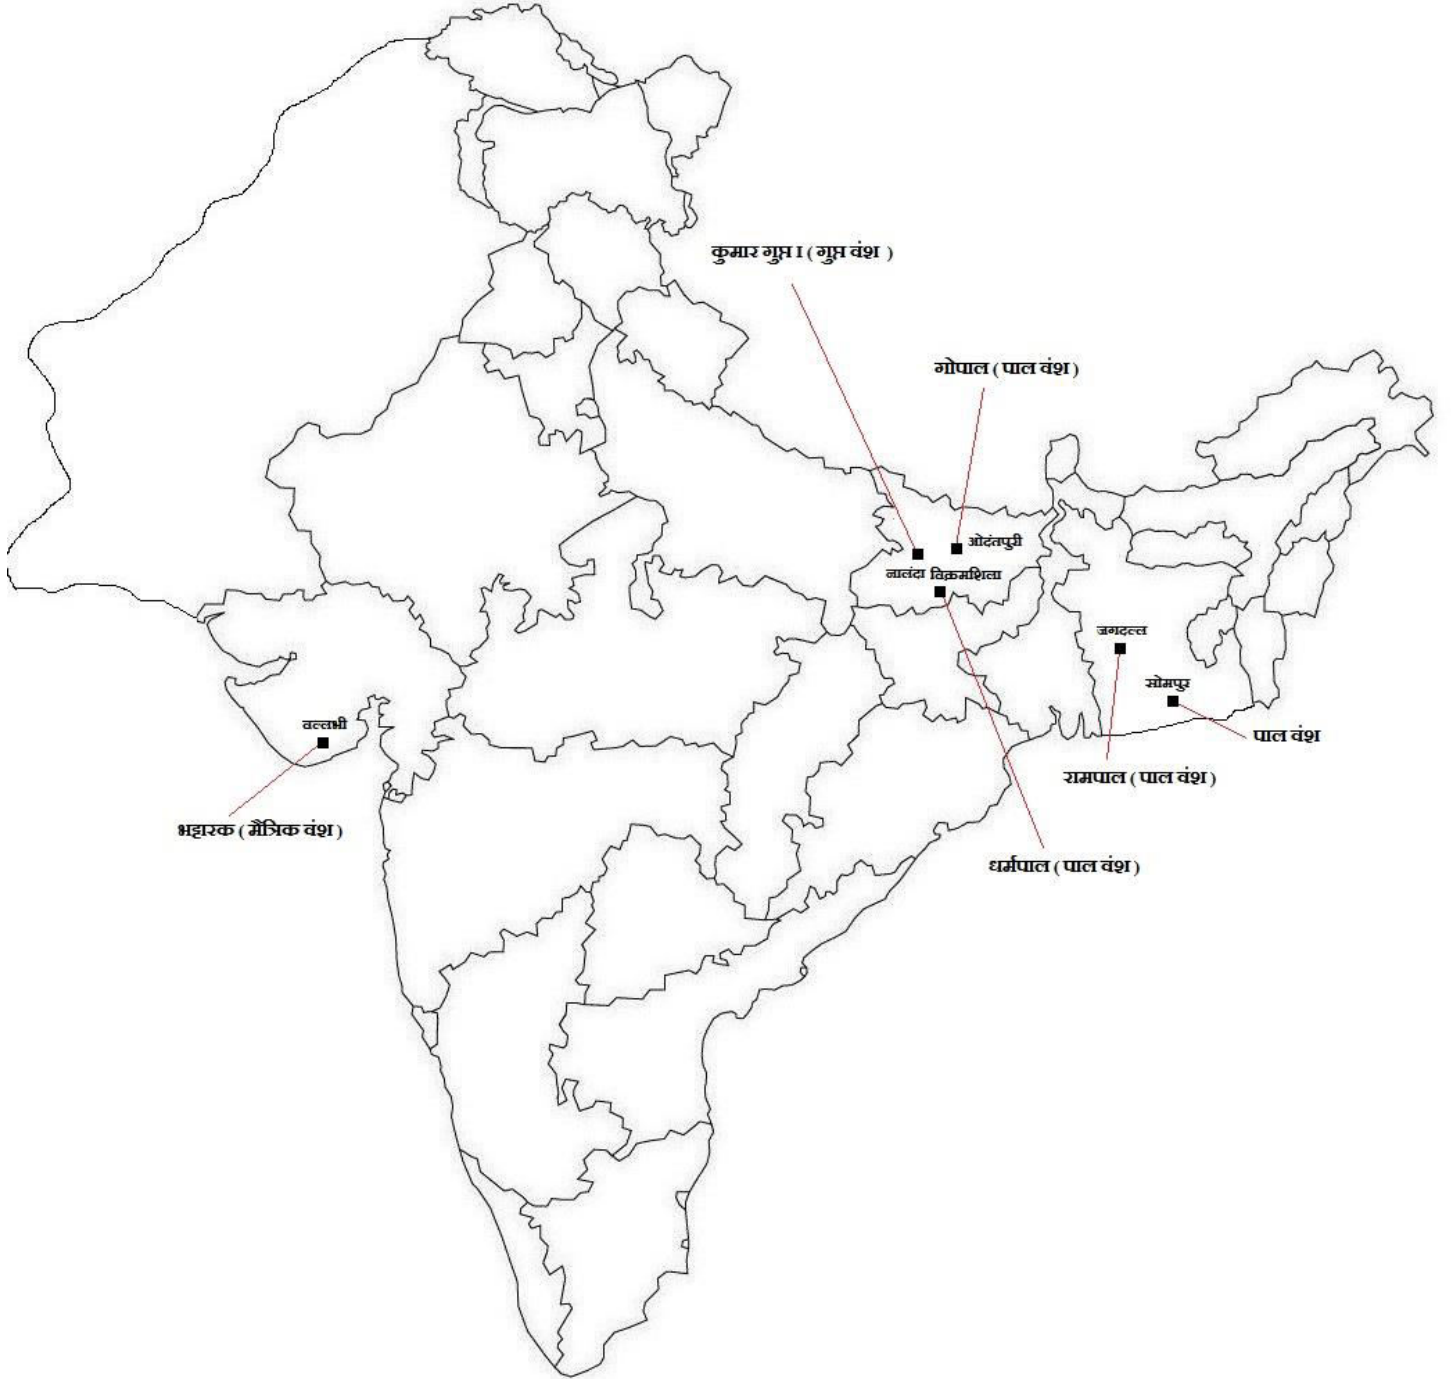 कुमार गुप्त I ( गुप्त वंश )
गोपाल ( पाल वंश )
ओदंतपुरी
नालंदा
विक्रमशिला
जगदल्ल
सोमपुर
वल्लभी
पाल वंश
रामपाल ( पाल वंश )
भट्टारक ( मैत्रिक वंश )
धर्मपाल ( पाल वंश )